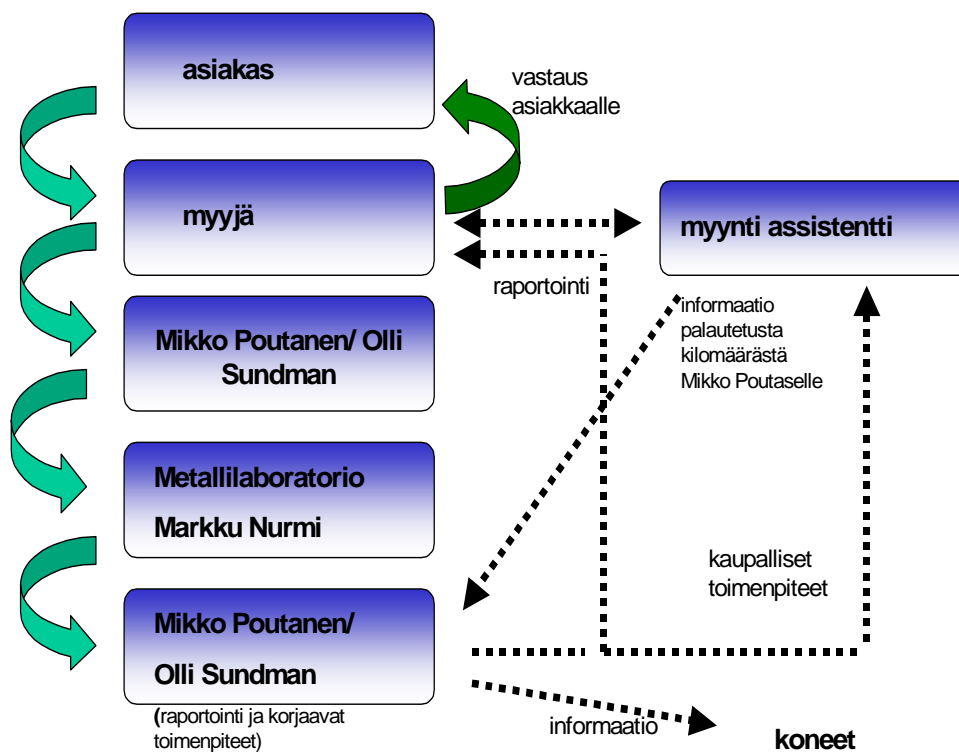 asiakas
vastaus
asiakkaalle
myyjä
myynti assistentti
raportointi
informaatio
palautetusta
kilomäärästä
Mikko Poutaselle
Mikko Poutanen/ Olli
Sundman
Metallilaboratorio
Markku Nurmi
kaupalliset
toimenpiteet
Mikko Poutanen/
Olli Sundman
(raportointi ja korjaavat
toimenpiteet)
informaatio
koneet